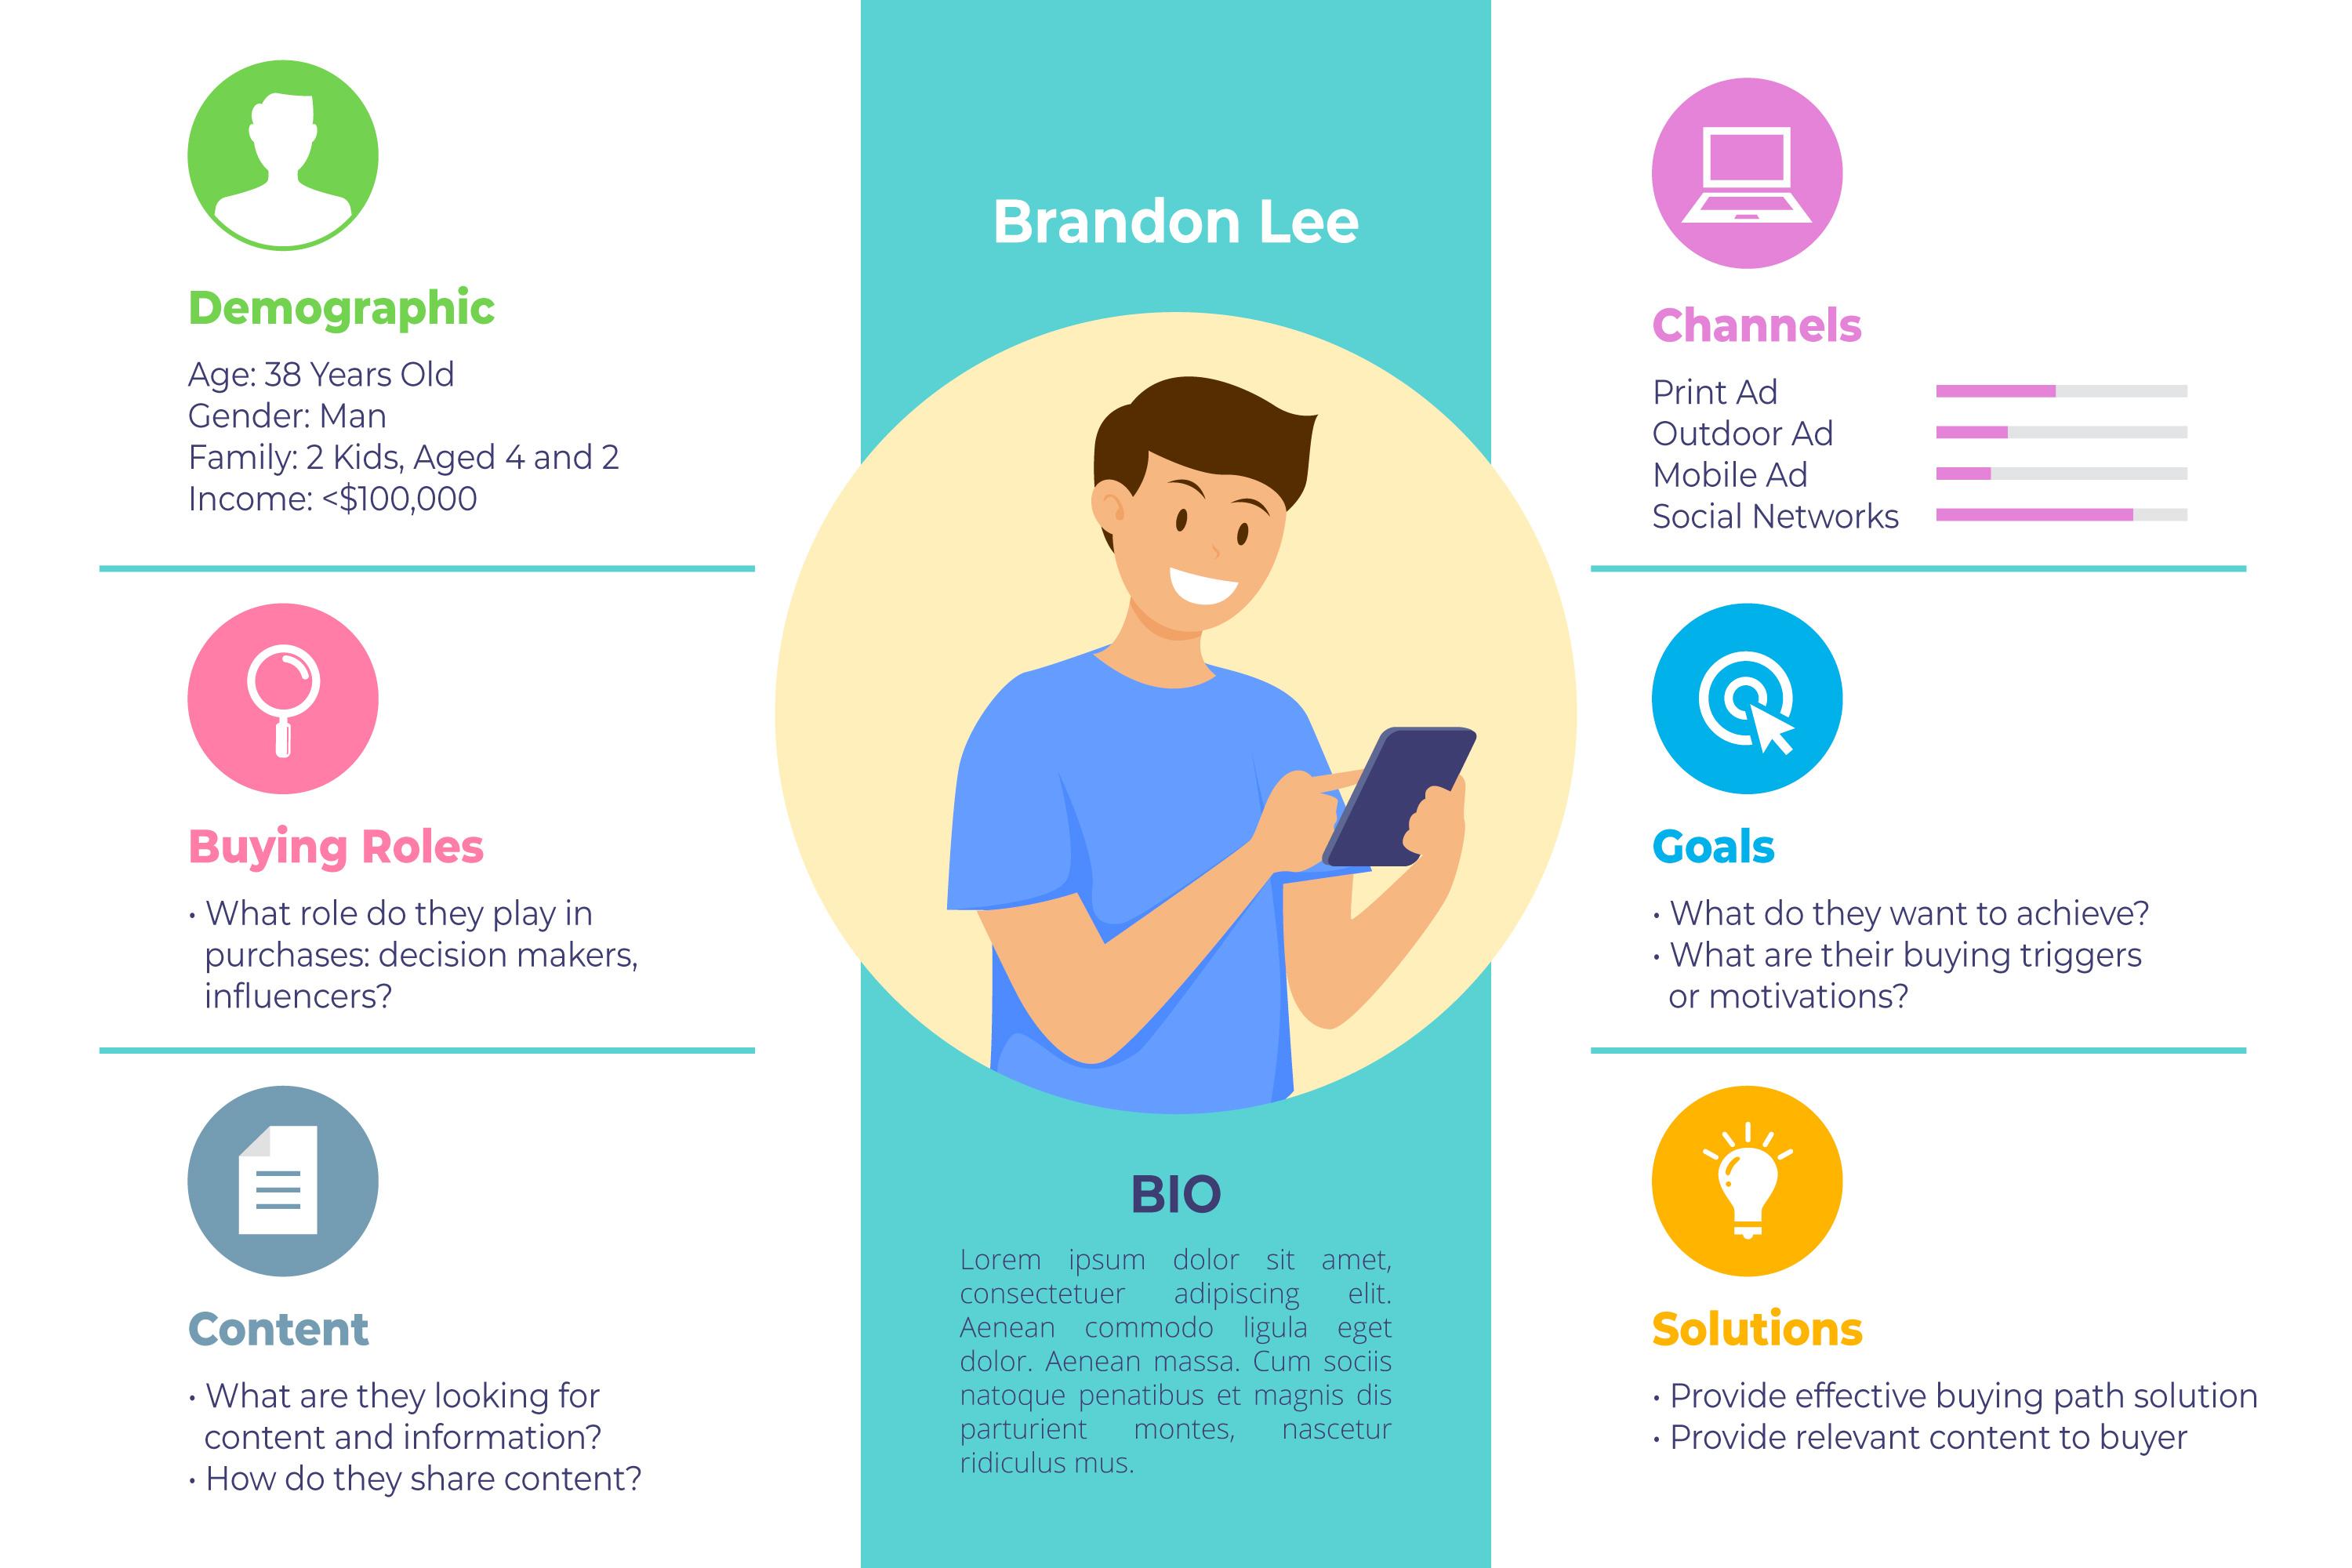 Demographic
Age: 38 Years Old
Gender: Man
Family: 2 Kids, Aged 4 and 2
Income: <$100,000
Buying Roles
• What role do they play in
purchases: decision makers,
influencers?
Content
• What are they looking for
content and information?
• How do they share content?
Brandon Lee
BIO
Lorem ipsum dolor sit amet,
consectetuer adipiscing elit.
Aenean commodo ligula eget
dolor. Aenean massa. Cum sociis
natoque penatibus et magnis dis
parturient montes, nascetur
ridiculus mus.
Channels
Print Ad
Outdoor Ad
Mobile Ad
Social Networks
Goals
• What do they want to achieve?
• What are their buying triggers
or motivations?
Solutions
• Provide effective buying path solution
• Provide relevant content to buyer